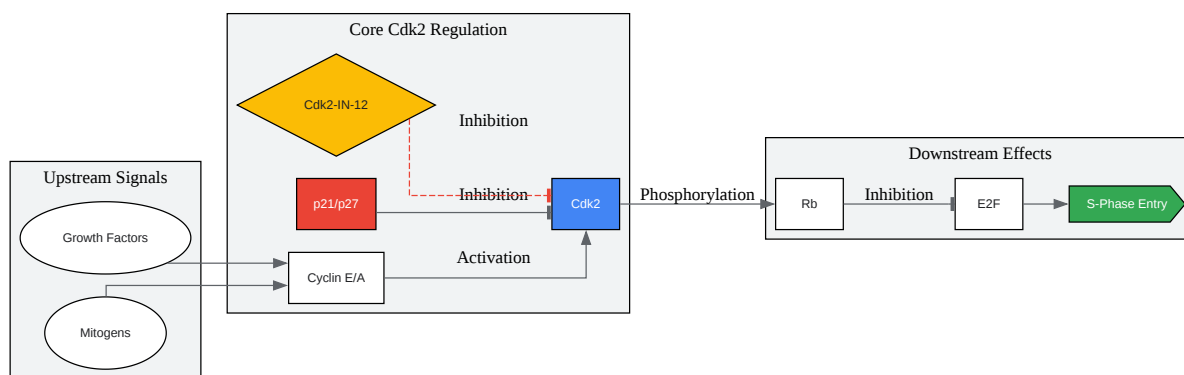 Core Cdk2 Regulation
Cdk2-IN-12
Inhibition
Upstream Signals
Growth Factors
Mitogens
p21/p27
Inhibition
Cdk2
Cyclin E/A
Activation
Phosphorylation
Downstream Effects
Rb
Inhibition
E2F
S-Phase Entry